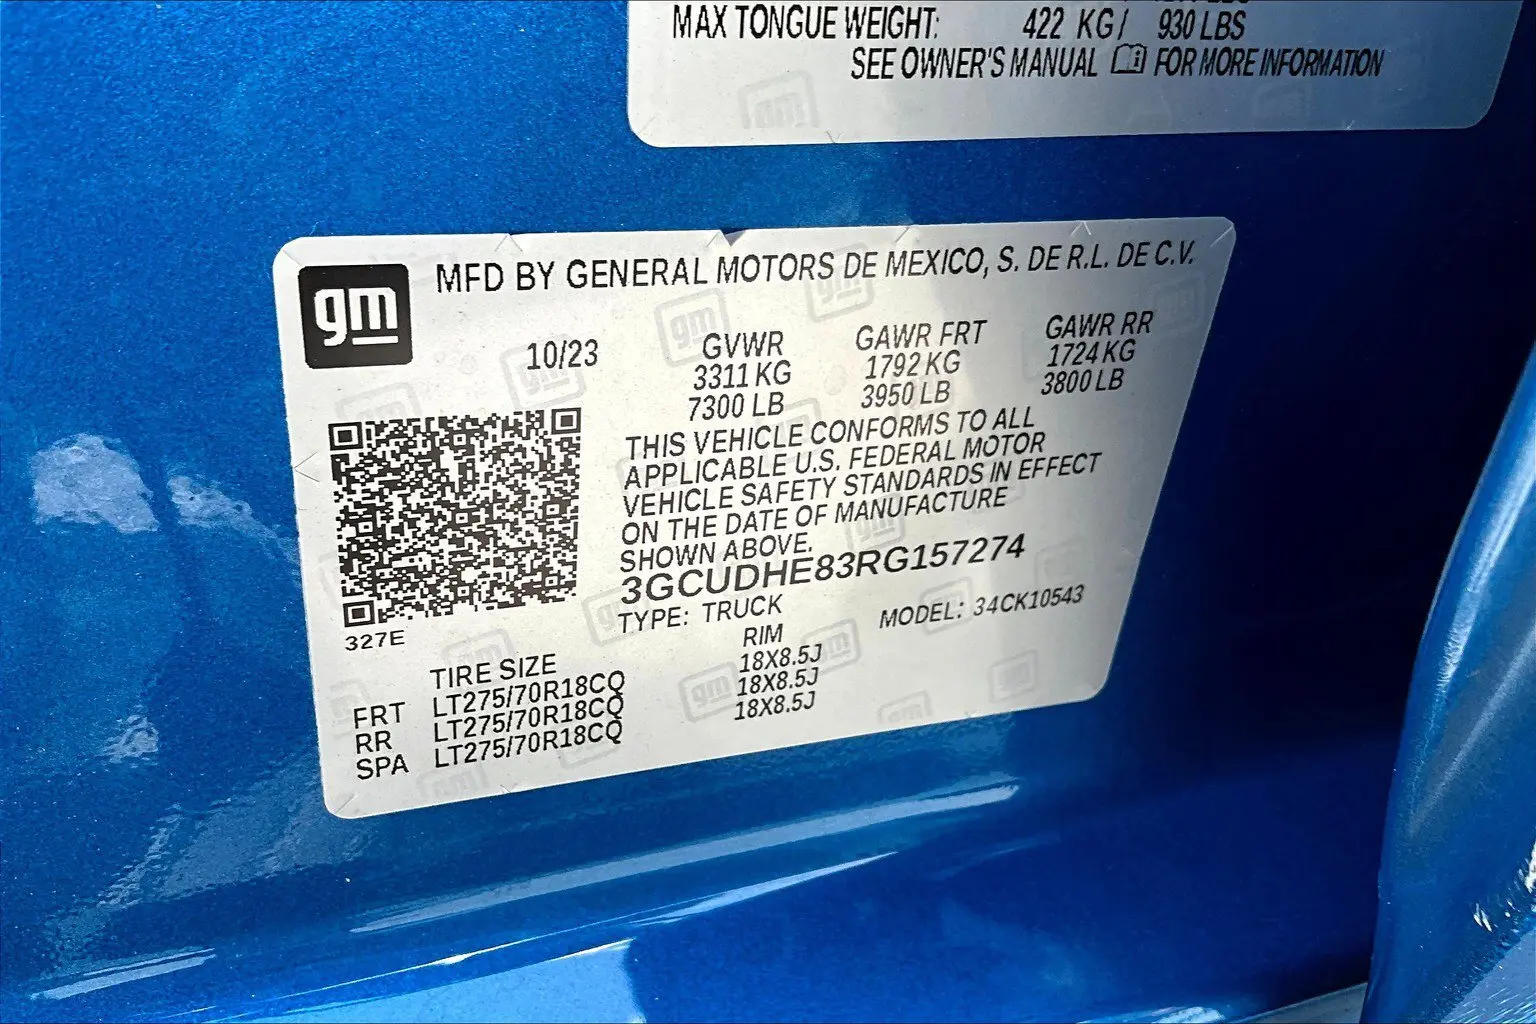 MAX TONGUE WEIGHT: 422 KG / 930 LBS
SEE OWNER'S MANUAL FOR MORE INFORMATION
gm
MFD BY GENERAL MOTORS DE MEXICO, S. DE R.L. DE C.V.
10/23
GVWR GAWR FRT GAWR RR
3311 KG 1792 KG 1724 KG
7300 LB 3950 LB 3800 LB
THIS VEHICLE CONFORMS TO ALL
APPLICABLE U.S. FEDERAL MOTOR
VEHICLE SAFETY STANDARDS IN EFFECT
ON THE DATE OF MANUFACTURE
SHOWN ABOVE.
3GCUDHE83RG157274
TYPE: TRUCK MODEL: 34CK10543
327E
TIRE SIZE RIM
FRT LT275/70R18CQ 18X8.5J
RR LT275/70R18CQ 18X8.5J
SPA LT275/70R18CQ 18X8.5J